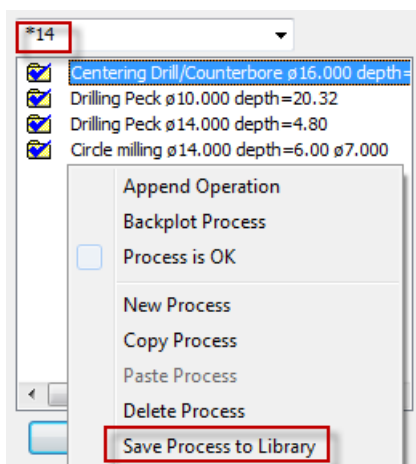 *14
Centering Drill/Counterbore ø16.000 depth=
Drilling Peck ø10.000 depth=20.32
Drilling Peck ø14.000 depth=4.80
Circle milling ø14.000 depth=6.00 ø7.000
Append Operation
Backplot Process
Process is OK
New Process
Copy Process
Paste Process
Delete Process
Save Process to Library